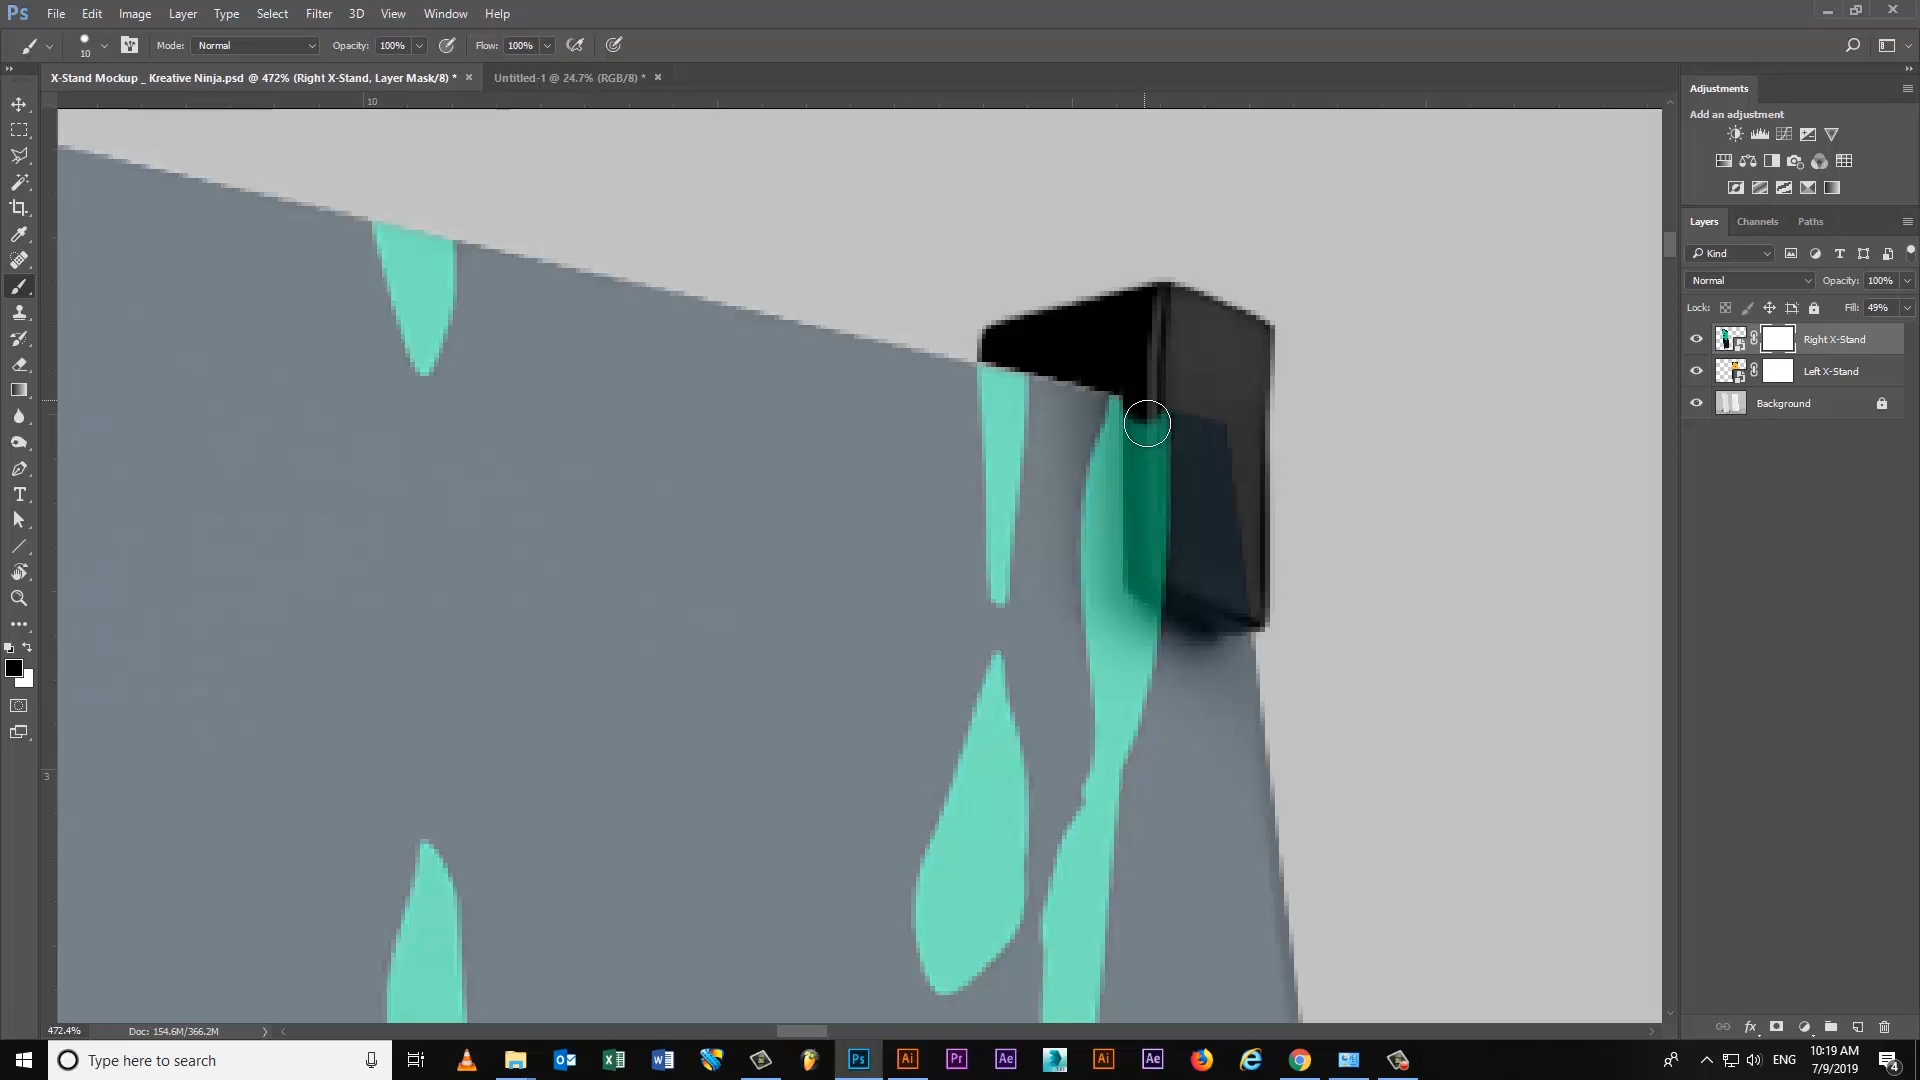 Ps File Edit Image Layer Type Select Filter 3D View Window Help
10 Mode: Normal Opacity: 100% Flow: 100%
X-Stand Mockup _ Kreative Ninja.psd @ 472% (Right X-Stand, Layer Mask/8) * × Untitled-1 @ 24.7% (RGB/8) * ×
10
3
Adjustments
Add an adjustment
Layers Channels Paths
Kind
Normal Opacity: 100%
Lock: Fill: 49%
Right X-Stand
Left X-Stand
Background
472.4% Doc: 154.6M/366.2M
Type here to search
ENG
10:19 AM
7/9/2019
4